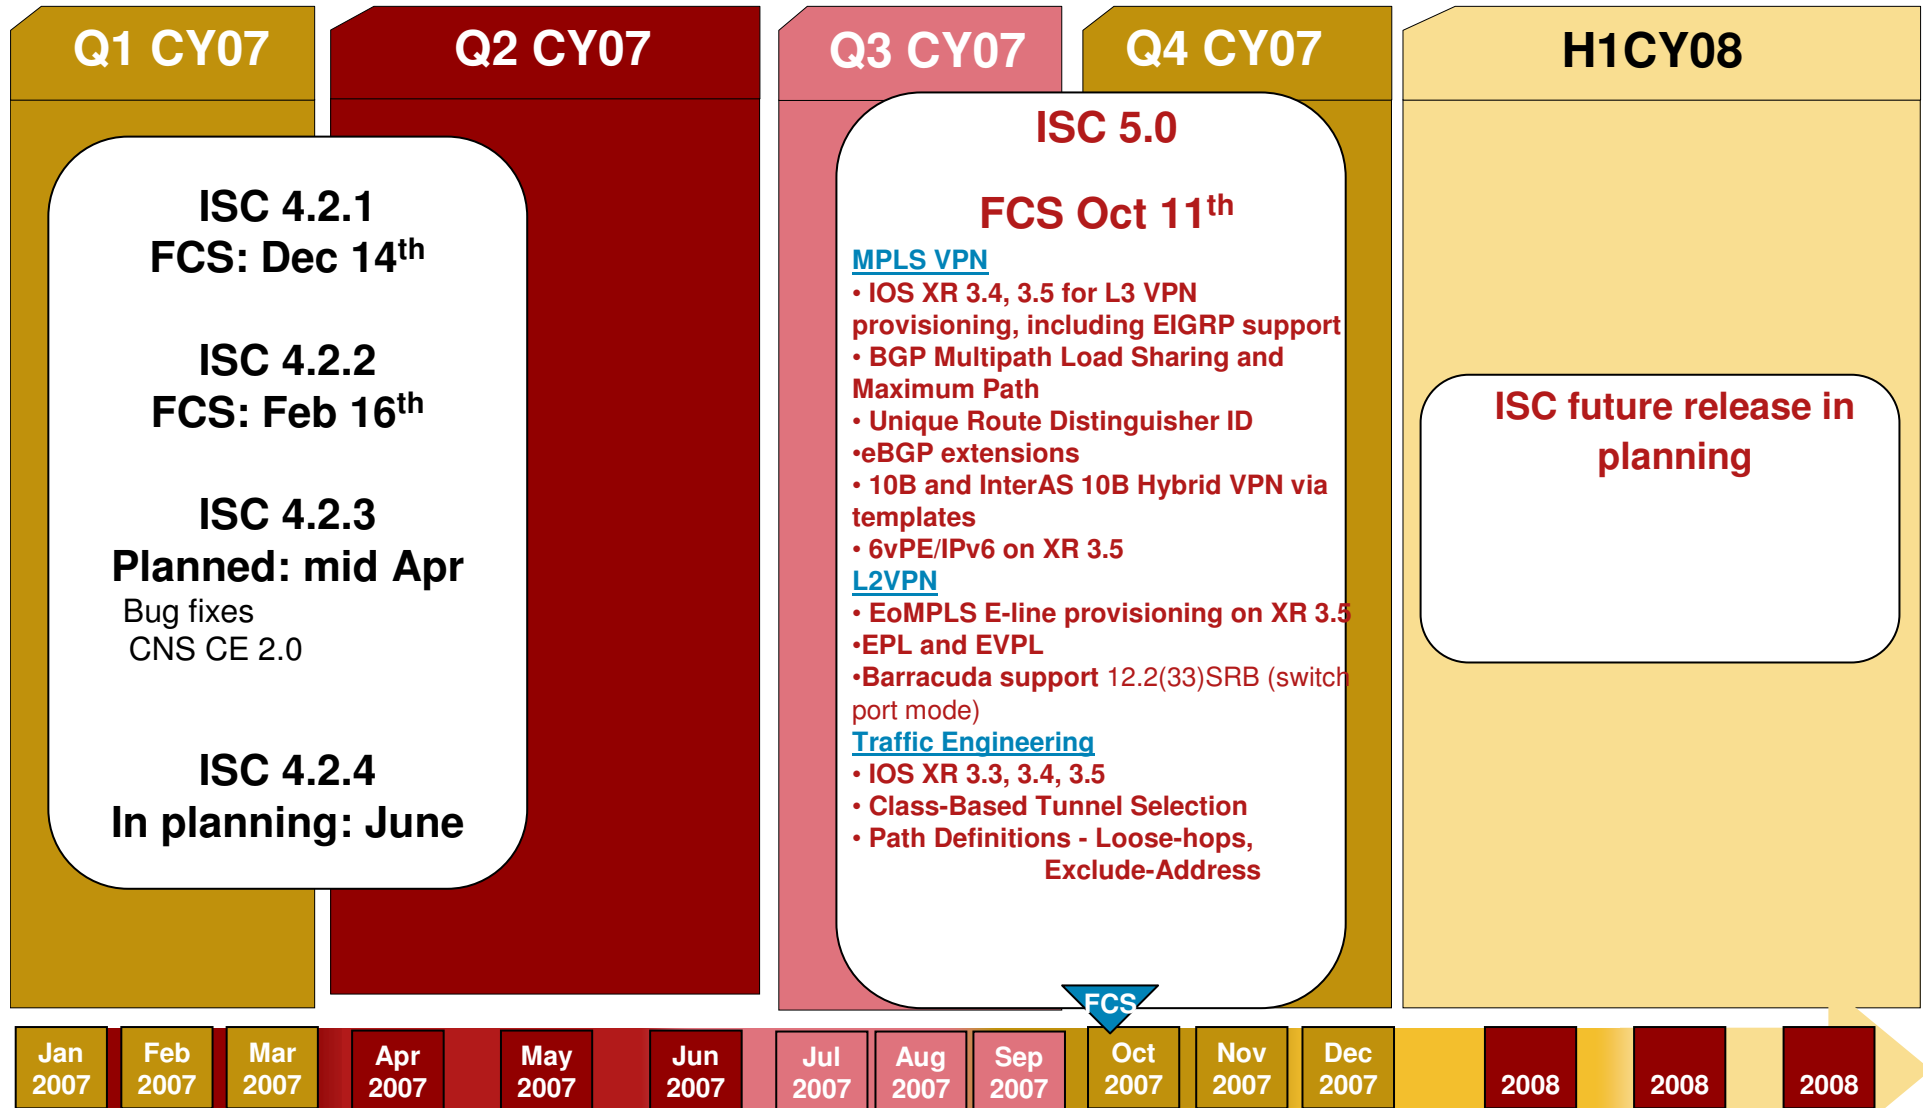 Q1 CY07
Q2 CY07
Q3 CY07
Q4 CY07
H1CY08
ISC 4.2.1
FCS: Dec 14th
ISC 4.2.2
FCS: Feb 16th
ISC 4.2.3
Planned: mid Apr
Bug fixes
CNS CE 2.0
ISC 4.2.4
In planning: June
ISC 5.0
FCS Oct 11th
MPLS VPN
• IOS XR 3.4, 3.5 for L3 VPN
provisioning, including EIGRP support
• BGP Multipath Load Sharing and
Maximum Path
• Unique Route Distinguisher ID
•eBGP extensions
• 10B and InterAS 10B Hybrid VPN via
templates
• 6vPE/IPv6 on XR 3.5
L2VPN
• EoMPLS E-line provisioning on XR 3.5
•EPL and EVPL
•Barracuda support 12.2(33)SRB (switch
port mode)
Traffic Engineering
• IOS XR 3.3, 3.4, 3.5
• Class-Based Tunnel Selection
• Path Definitions - Loose-hops,
Exclude-Address
ISC future release in
planning
FCS
Jan
2007
Feb
2007
Mar
2007
Apr
2007
May
2007
Jun
2007
Jul
2007
Aug
2007
Sep
2007
Oct
2007
Nov
2007
Dec
2007
2008
2008
2008